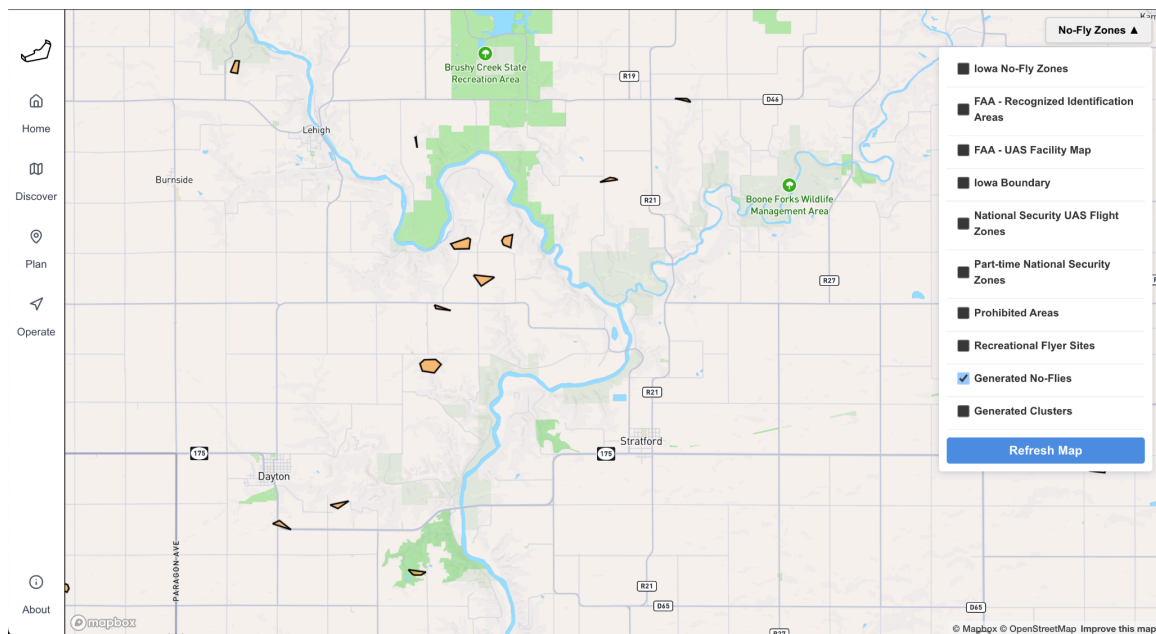 Home
Discover
Plan
Operate
About
No-Fly Zones ▲
Iowa No-Fly Zones
FAA - Recognized Identification
Areas
FAA - UAS Facility Map
Iowa Boundary
National Security UAS Flight
Zones
Part-time National Security
Zones
Prohibited Areas
Recreational Flyer Sites
Generated No-Flies
Generated Clusters
Refresh Map
Brushy Creek State
Recreation Area
R19
D46
Lehigh
Burnside
R21
Boone Forks Wildlife
Management Area
R27
R21
Stratford
175
175
Dayton
PARAGON AVE
R21
D65
D65
R27
mapbox
© Mapbox © OpenStreetMap Improve this map